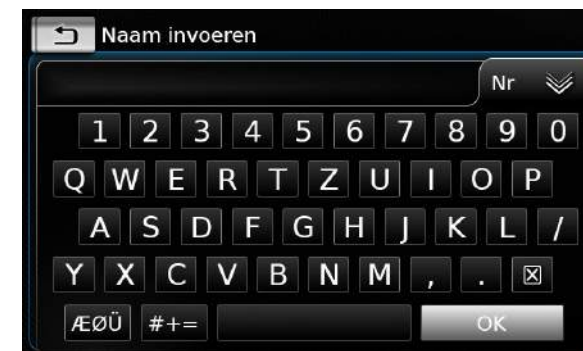 Naam invoeren
Nr
1 2 3 4 5 6 7 8 9 0
Q W E R T Z U I O P
A S D F G H J K L /
Y X C V B N M , .
ÆØÜ #+= OK